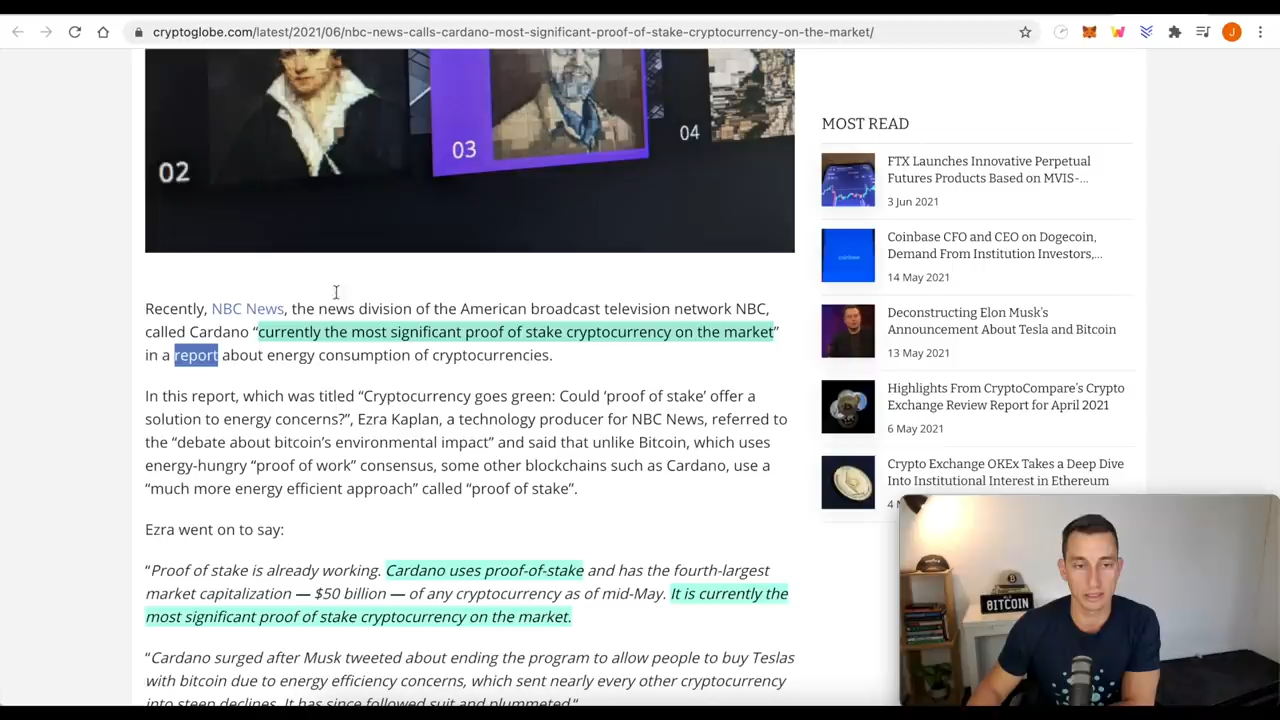 cryptoglobe.com/latest/2021/06/nbc-news-calls-cardano-most-significant-proof-of-stake-cryptocurrency-on-the-market/
J
02
03
04
Recently, NBC News, the news division of the American broadcast television network NBC,
called Cardano “currently the most significant proof of stake cryptocurrency on the market”
in a report about energy consumption of cryptocurrencies.
In this report, which was titled “Cryptocurrency goes green: Could ‘proof of stake’ offer a
solution to energy concerns?”, Ezra Kaplan, a technology producer for NBC News, referred to
the “debate about bitcoin’s environmental impact” and said that unlike Bitcoin, which uses
energy-hungry “proof of work” consensus, some other blockchains such as Cardano, use a
“much more energy efficient approach” called “proof of stake”.
Ezra went on to say:
“Proof of stake is already working. Cardano uses proof-of-stake and has the fourth-largest
market capitalization — $50 billion — of any cryptocurrency as of mid-May. It is currently the
most significant proof of stake cryptocurrency on the market.
“Cardano surged after Musk tweeted about ending the program to allow people to buy Teslas
with bitcoin due to energy efficiency concerns, which sent nearly every other cryptocurrency
into steep declines. It has since followed suit and plummeted.“
MOST READ
FTX Launches Innovative Perpetual
Futures Products Based on MVIS-...
3 Jun 2021
coinbase
Coinbase CFO and CEO on Dogecoin,
Demand From Institution Investors,...
14 May 2021
Deconstructing Elon Musk’s
Announcement About Tesla and Bitcoin
13 May 2021
Highlights From CryptoCompare’s Crypto
Exchange Review Report for April 2021
6 May 2021
Crypto Exchange OKEx Takes a Deep Dive
Into Institutional Interest in Ethereum
4
BITCOIN